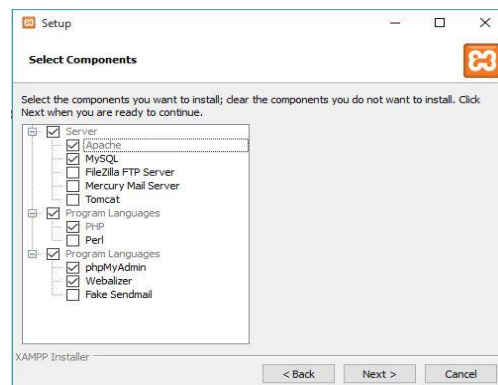 Setup
Select Components
Select the components you want to install; clear the components you do not want to install. Click
Next when you are ready to continue.
Server
Apache
MySQL
FileZilla FTP Server
Mercury Mail Server
Tomcat
Program Languages
PHP
Perl
Program Languages
phpMyAdmin
Webalizer
Fake Sendmail
XAMPP Installer
< Back Next > Cancel